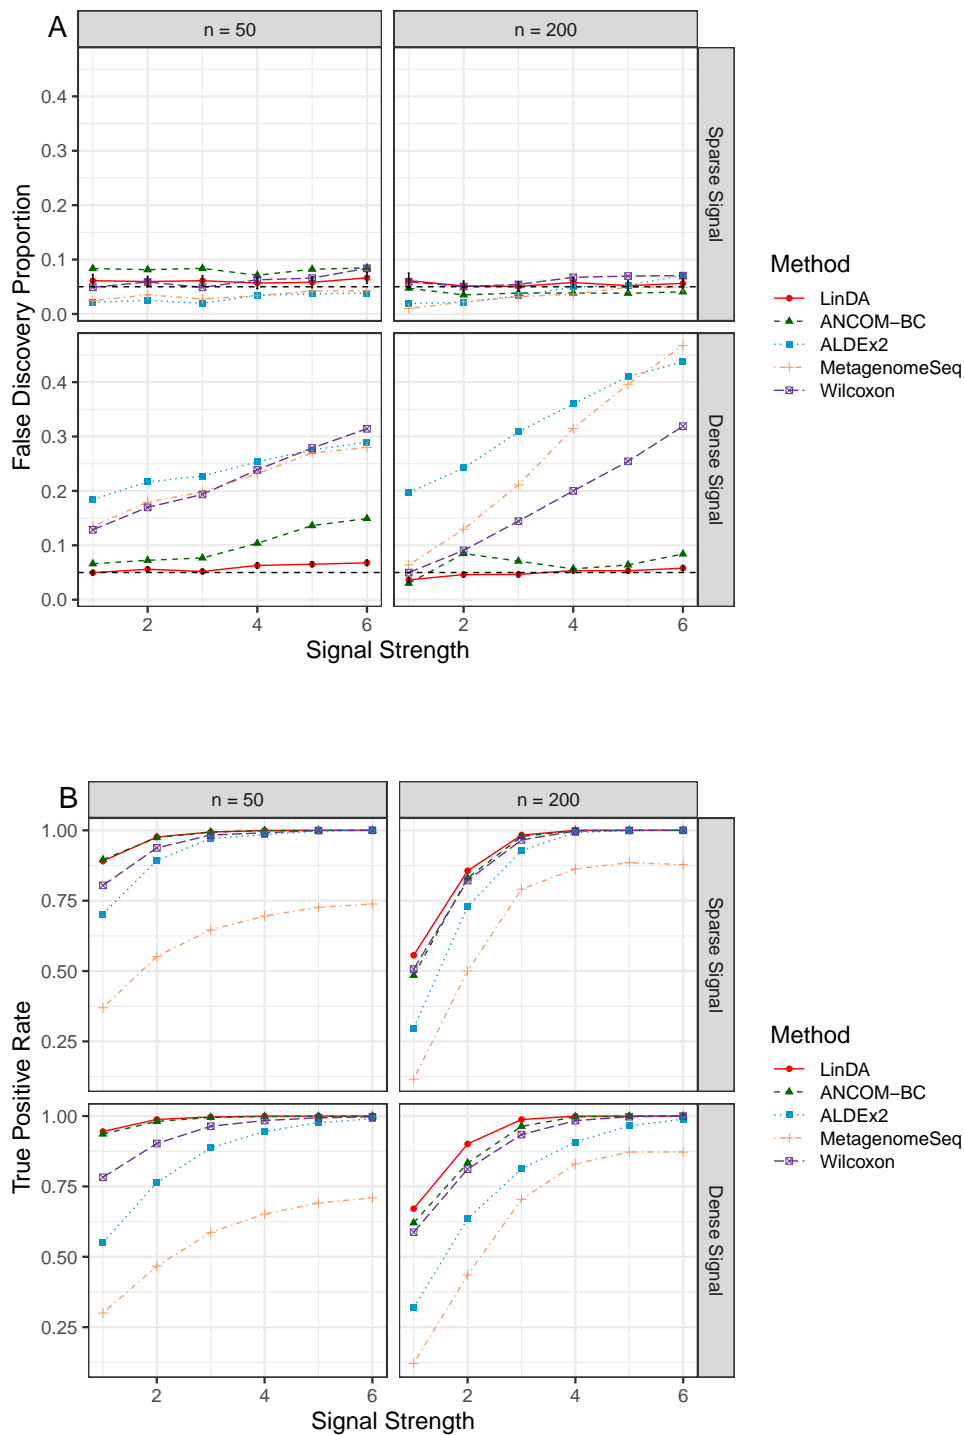 A
n = 50
n = 200
0.4
0.3
0.2
0.1
0.0
Sparse Signal
0.4
0.3
0.2
0.1
0.0
Dense Signal
False Discovery Proportion
2
4
6
2
4
6
Signal Strength
Method
LinDA
ANCOM−BC
ALDEx2
MetagenomeSeq
Wilcoxon
B
n = 50
n = 200
1.00
0.75
0.50
0.25
Sparse Signal
1.00
0.75
0.50
0.25
Dense Signal
True Positive Rate
2
4
6
2
4
6
Signal Strength
Method
LinDA
ANCOM−BC
ALDEx2
MetagenomeSeq
Wilcoxon